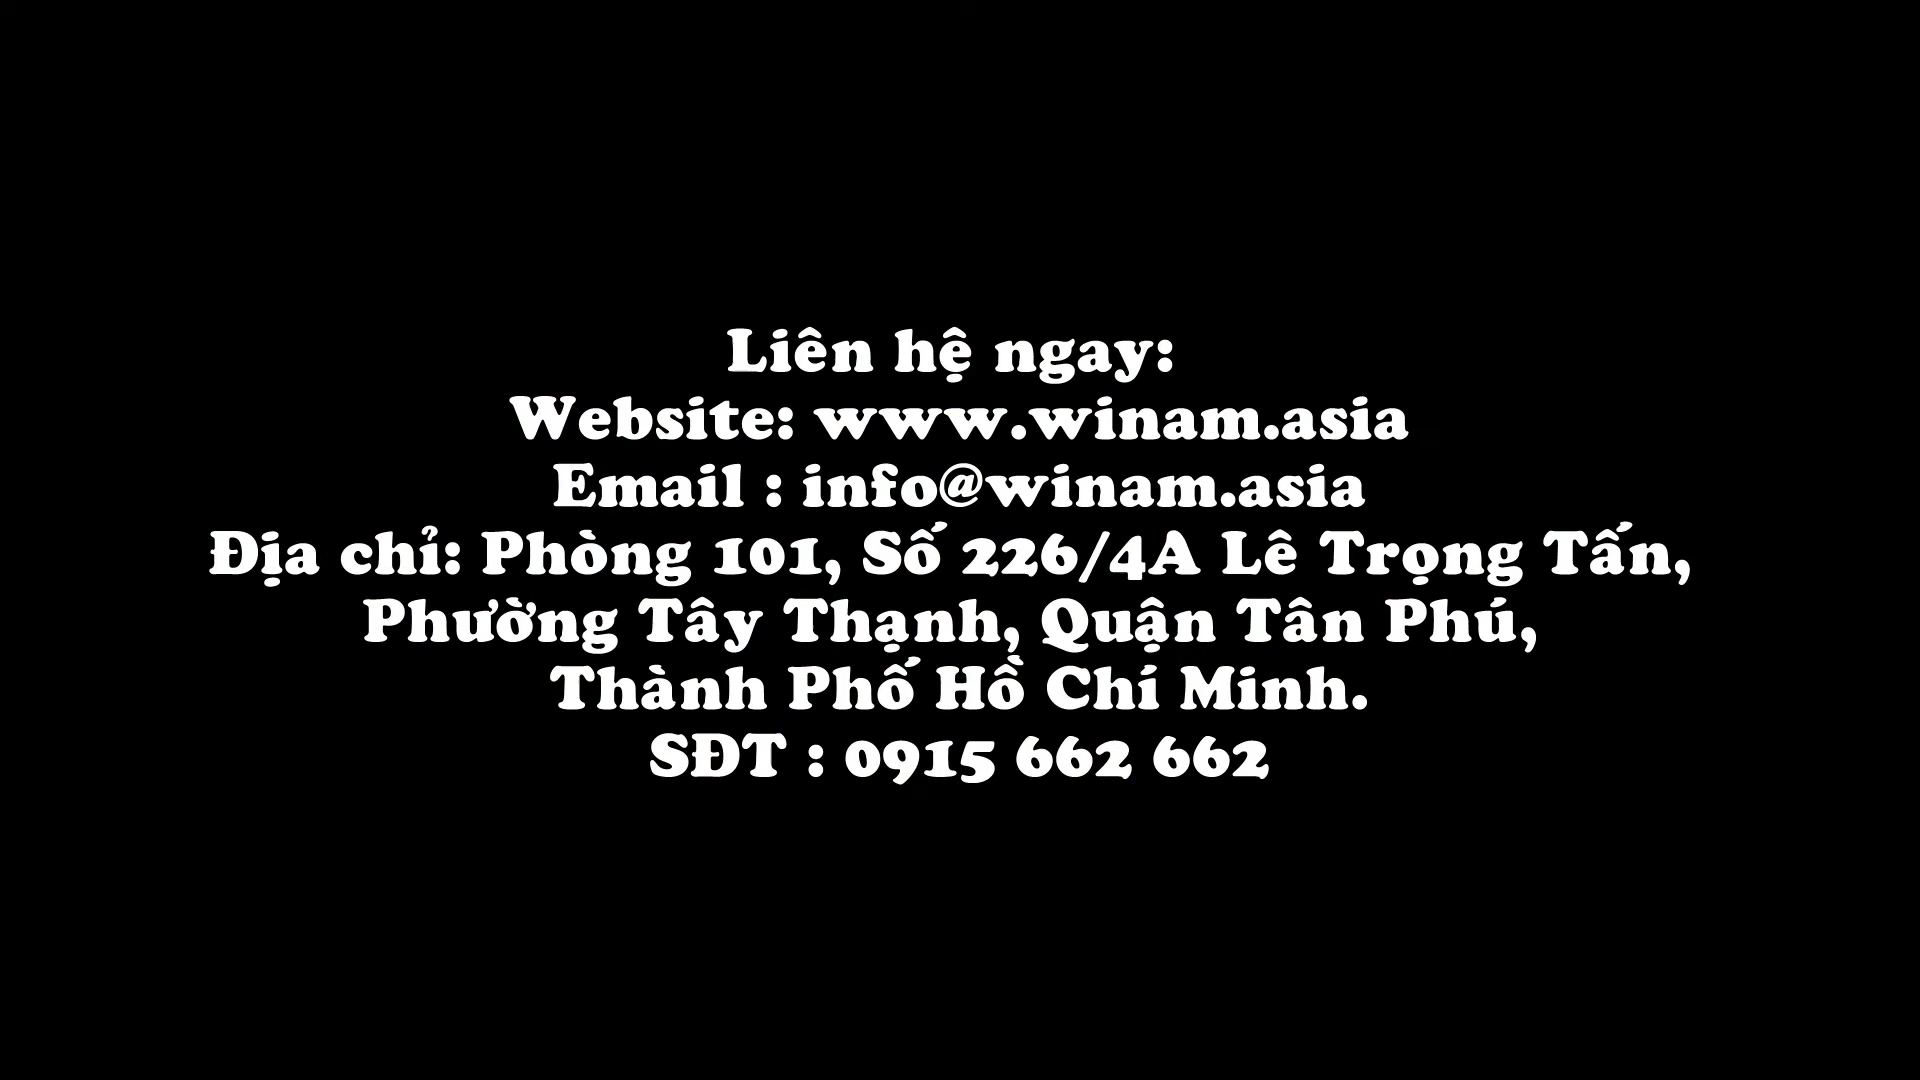 Liên hệ ngay:
Website: www.winam.asia
Email : info@winam.asia
Địa chỉ: Phòng 101, Số 226/4A Lê Trọng Tấn,
Phường Tây Thạnh, Quận Tân Phú,
Thành Phố Hồ Chí Minh.
SĐT : 0915 662 662